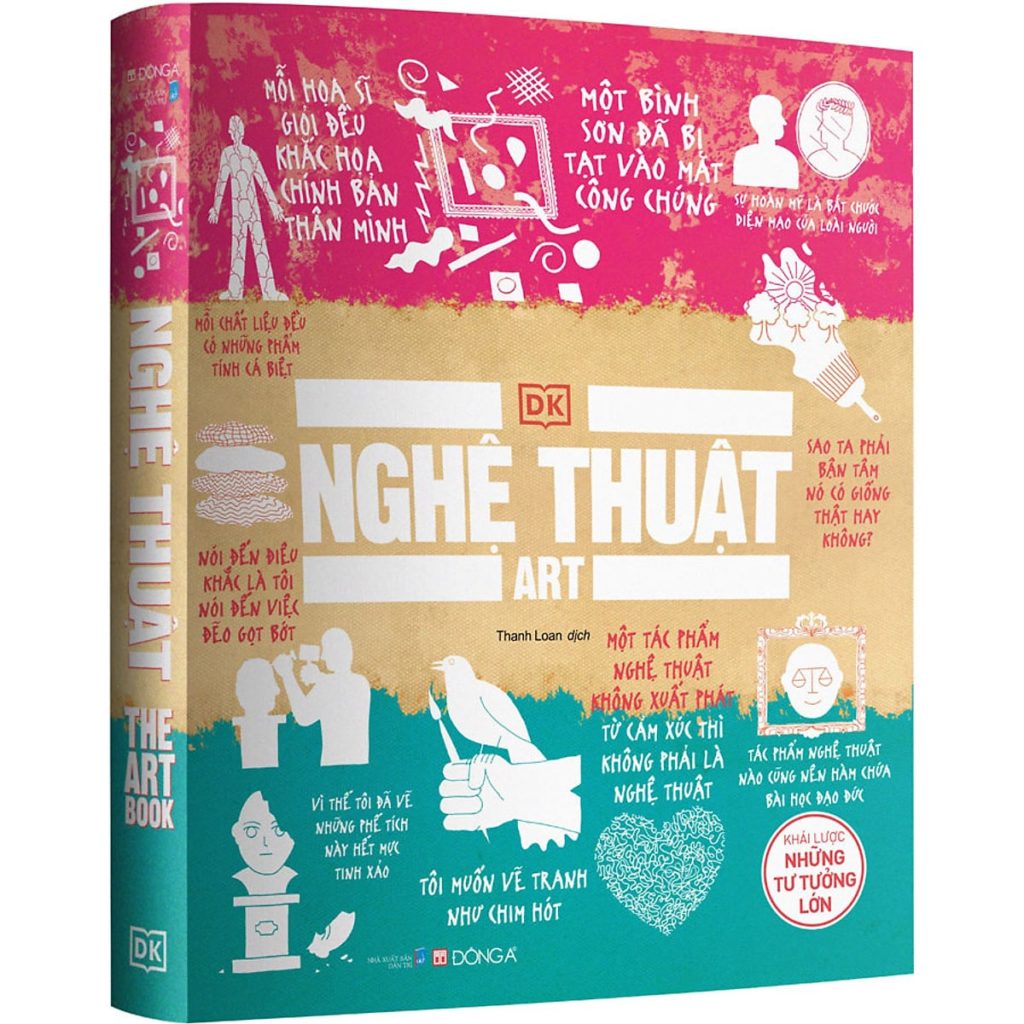 ĐÔNG A
NGHỆ THUẬT
THE
ART
BOOK
DK
MỖI HỌA SĨ
GIỎI ĐỀU
KHẮC HỌA
CHÍNH BẢN
THÂN MÌNH
MỘT BÌNH
SƠN ĐÃ BỊ
TẠT VÀO MẶT
CÔNG CHÚNG
SỰ HOÀN MỸ LÀ BẮT CHƯỚC
DIỆN MẠO CỦA LOÀI NGƯỜI
MỖI CHẤT LIỆU ĐỀU
CÓ NHỮNG PHẨM
TÍNH CÁ BIỆT
DK
NGHỆ THUẬT
ART
Thanh Loan dịch
SAO TA PHẢI
BẬN TÂM
NÓ CÓ GIỐNG
THẬT HAY
KHÔNG?
NÓI ĐẾN ĐIÊU
KHẮC LÀ TÔI
NÓI ĐẾN VIỆC
ĐẼO GỌT BỚT
MỘT TÁC PHẨM
NGHỆ THUẬT
KHÔNG XUẤT PHÁT
TỪ CẢM XÚC THÌ
KHÔNG PHẢI LÀ
NGHỆ THUẬT
TÁC PHẨM NGHỆ THUẬT
NÀO CŨNG NÊN HÀM CHỨA
BÀI HỌC ĐẠO ĐỨC
VÌ THẾ TÔI ĐÃ VẼ
NHỮNG PHẾ TÍCH
NÀY HẾT MỰC
TINH XẢO
TÔI MUỐN VẼ TRANH
NHƯ CHIM HÓT
KHÁI LƯỢC
NHỮNG
TƯ TƯỞNG
LỚN
NHÀ XUẤT BẢN
DÂN TRÍ
ĐÔNG A